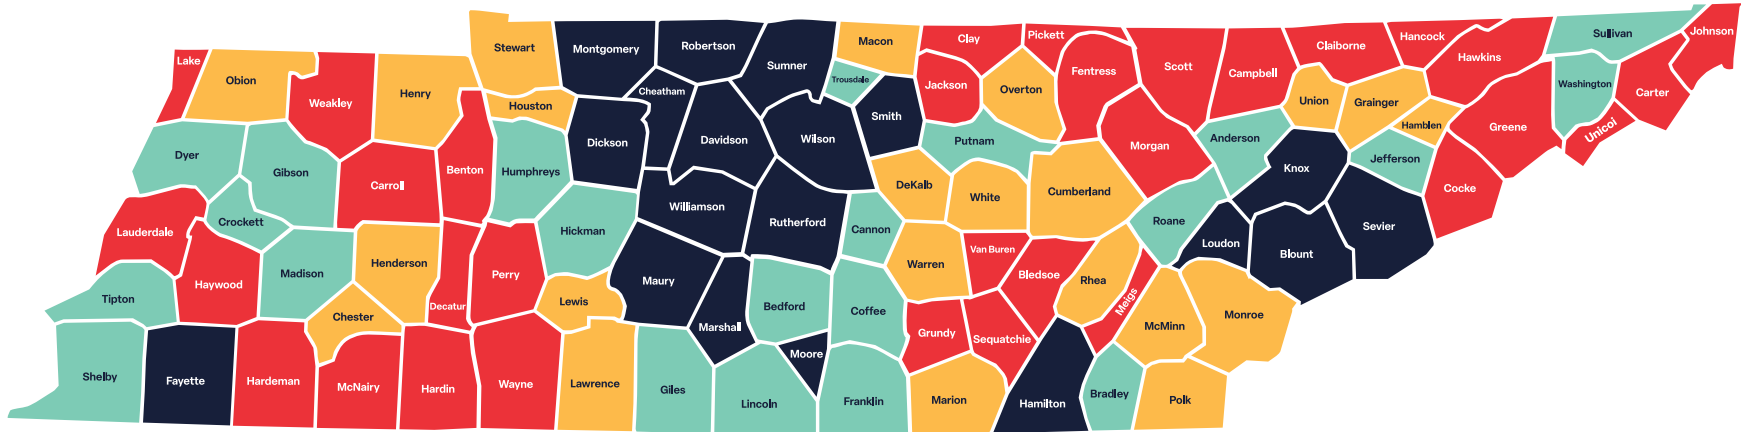 Lake
Obion
Weakley
Henry
Stewart
Houston
Montgomery
Robertson
Sumner
Cheatham
Macon
Trousdale
Clay
Pickett
Jackson
Overton
Fentress
Scott
Campbell
Claiborne
Hancock
Hawkins
Sullivan
Johnson
Washington
Carter
Union
Grainger
Hamblen
Greene
Unicoi
Dyer
Gibson
Carroll
Benton
Humphreys
Dickson
Davidson
Wilson
Smith
Putnam
Morgan
Anderson
Knox
Jefferson
Cocke
Lauderdale
Crockett
Hickman
Williamson
Rutherford
Cannon
DeKalb
White
Cumberland
Roane
Loudon
Blount
Sevier
Tipton
Haywood
Madison
Henderson
Decatur
Perry
Lewis
Maury
Marshall
Bedford
Coffee
Warren
Van Buren
Bledsoe
Rhea
Meigs
McMinn
Monroe
Chester
Shelby
Fayette
Hardeman
McNairy
Hardin
Wayne
Lawrence
Giles
Lincoln
Moore
Franklin
Grundy
Sequatchie
Marion
Hamilton
Bradley
Polk